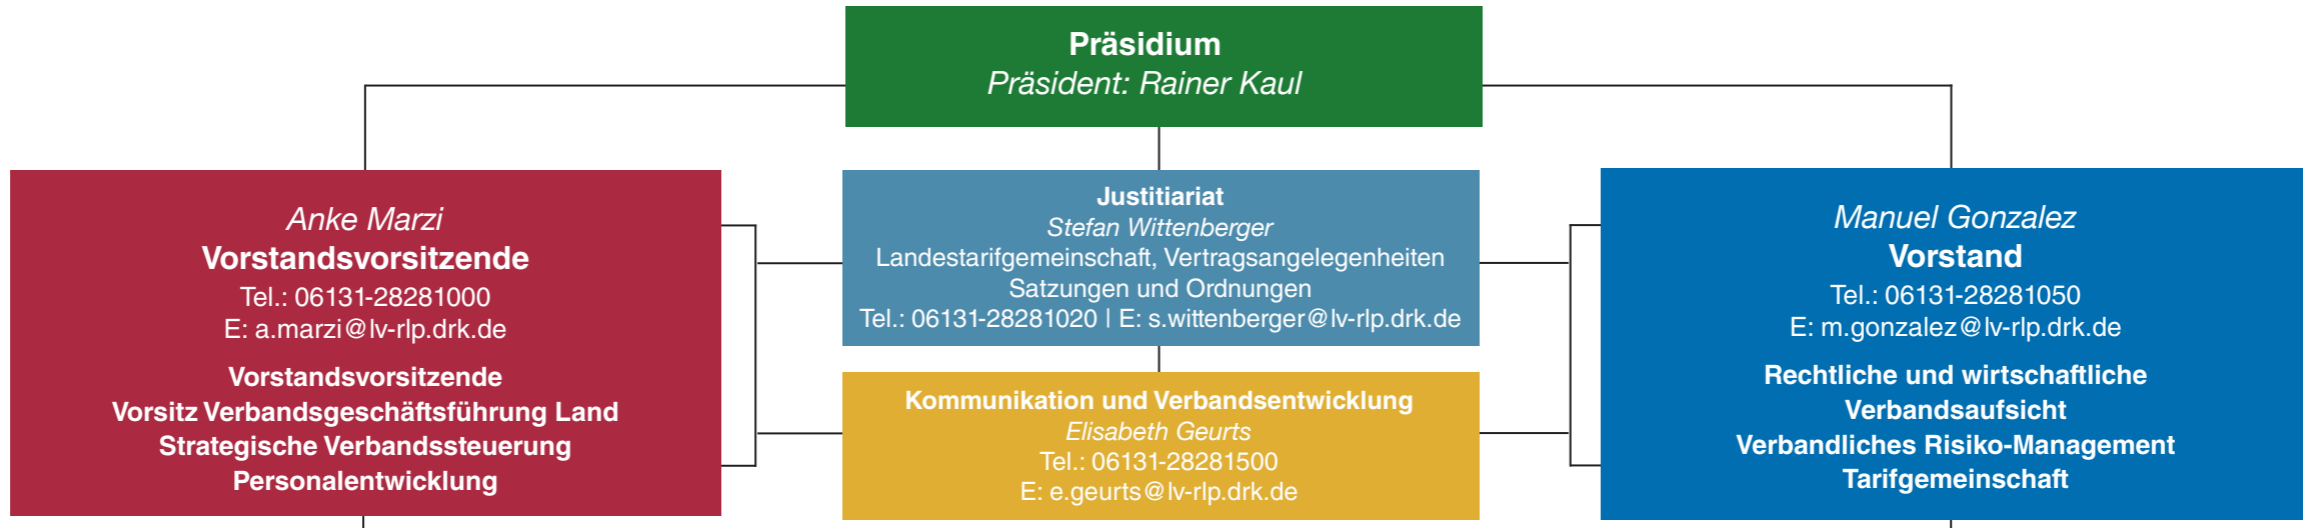 Präsidium
Präsident: Rainer Kaul
Anke Marzi
Vorstandsvorsitzende
Tel.: 06131-28281000
E: a.marzi@lv-rlp.drk.de
Vorstandsvorsitzende
Vorsitz Verbandsgeschäftsführung Land
Strategische Verbandssteuerung
Personalentwicklung
Justitiariat
Stefan Wittenberger
Landestarifgemeinschaft, Vertragsangelegenheiten
Satzungen und Ordnungen
Tel.: 06131-28281020 | E: s.wittenberger@lv-rlp.drk.de
Kommunikation und Verbandsentwicklung
Elisabeth Geurts
Tel.: 06131-28281500
E: e.geurts@lv-rlp.drk.de
Manuel Gonzalez
Vorstand
Tel.: 06131-28281050
E: m.gonzalez@lv-rlp.drk.de
Rechtliche und wirtschaftliche
Verbandsaufsicht
Verbandliches Risiko-Management
Tarifgemeinschaft